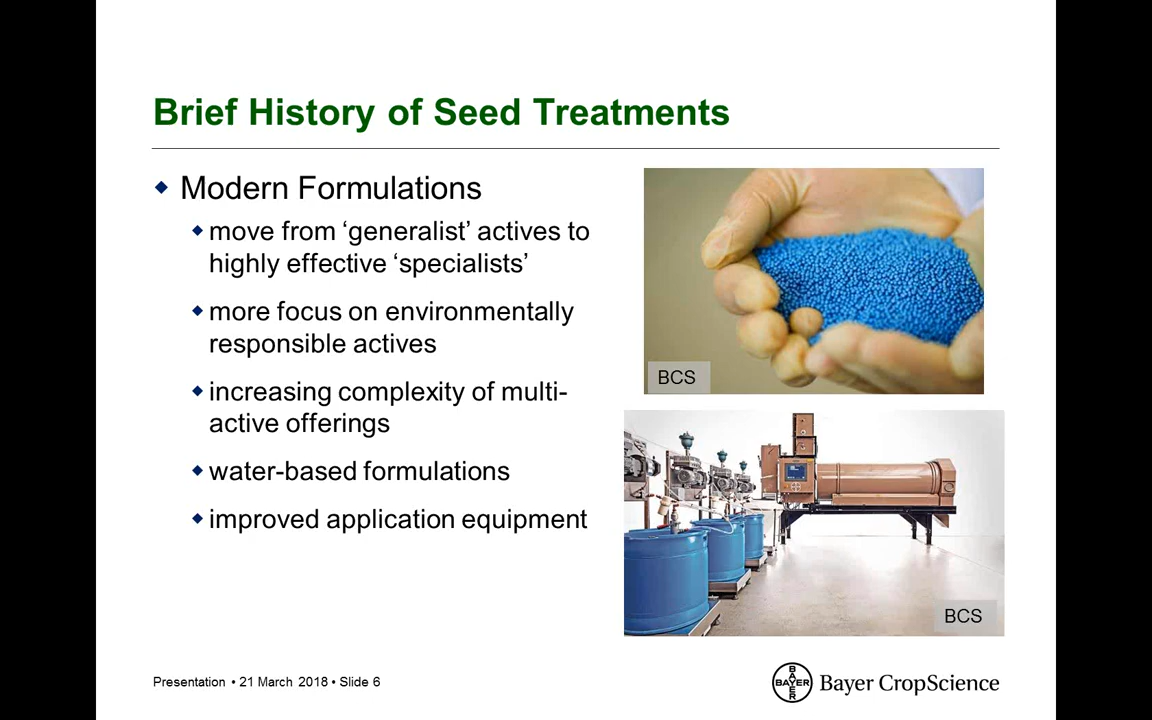 Brief History of Seed Treatments
Modern Formulations
move from ‘generalist’ actives to
highly effective ‘specialists’
more focus on environmentally
responsible actives
increasing complexity of multi-
active offerings
water-based formulations
improved application equipment
BCS
BCS
Presentation • 21 March 2018 • Slide 6
BAYER
BAYER
Bayer CropScience